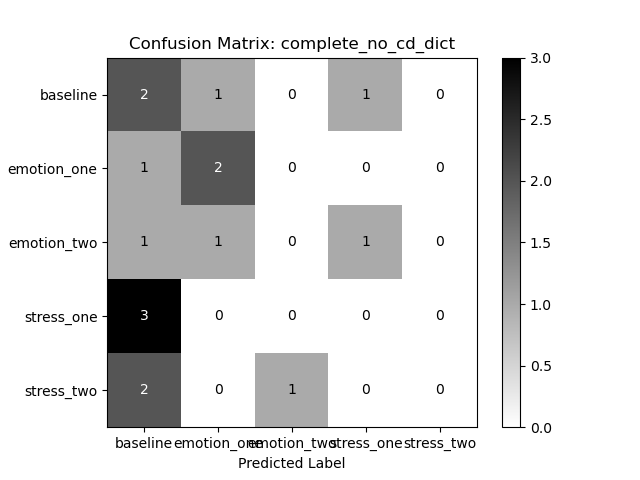 Confusion Matrix: complete_no_cd_dict
baseline 2 1 0 1 0
emotion_one 1 2 0 0 0
emotion_two 1 1 0 1 0
stress_one 3 0 0 0 0
stress_two 2 0 1 0 0
baseline emotion_one emotion_two stress_one stress_two
Predicted Label
3.0
2.5
2.0
1.5
1.0
0.5
0.0